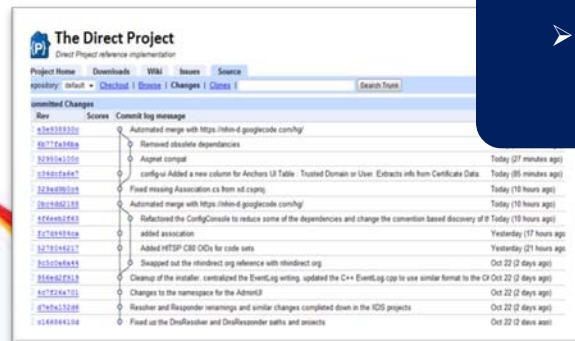 The Direct Project
Direct Project reference implementation
Project Home Downloads Wiki Issues Source
Repository: default Checkout | Browse | Changes | Clones | Search Trunk
Committed Changes
Rev Scores Commit log message
Automated merge with https://nhin-d.googlecode.com/hg/
Removed obsolete dependancies
Aspnet compat Today (27 minutes ago)
config-ui Added a new column for Anchors UI Table : Trusted Domain or User. Extracts info from Certificate Data. Today (85 minutes ago)
Fixed missing Association.cs from xd.csproj. Today (10 hours ago)
Automated merge with https://nhin-d.googlecode.com/hg/ Today (10 hours ago)
Refactored the ConfigConsole to reduce some of the dependencies and change the convention based discovery of th Today (10 hours ago)
added assocation Yesterday (17 hours ago)
Added HITSP C80 OIDs for code sets Yesterday (21 hours ago)
Swapped out the nhindirect org reference with nhindirect.org Oct 22 (2 days ago)
Cleanup of the installer, centralized the EventLog writing, updated the C++ EventLog.cpp to use similar format to the C# Oct 22 (2 days ago)
Changes to the namespace for the AdminUI Oct 22 (2 days ago)
Resolver and Responder renamings and similar changes completed down in the XDS projects Oct 22 (2 days ago)
Fixed up the DnsResolver and DnsResponder paths and projects Oct 22 (2 days ago)